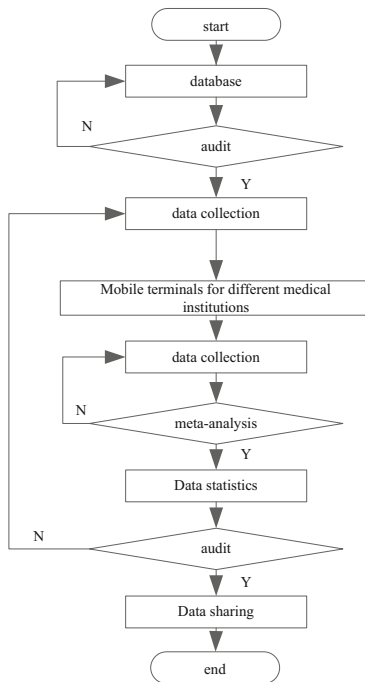 start
database
N
audit
Y
data collection
Mobile terminals for different medical
institutions
data collection
N
meta-analysis
Y
Data statistics
N
audit
Y
Data sharing
end